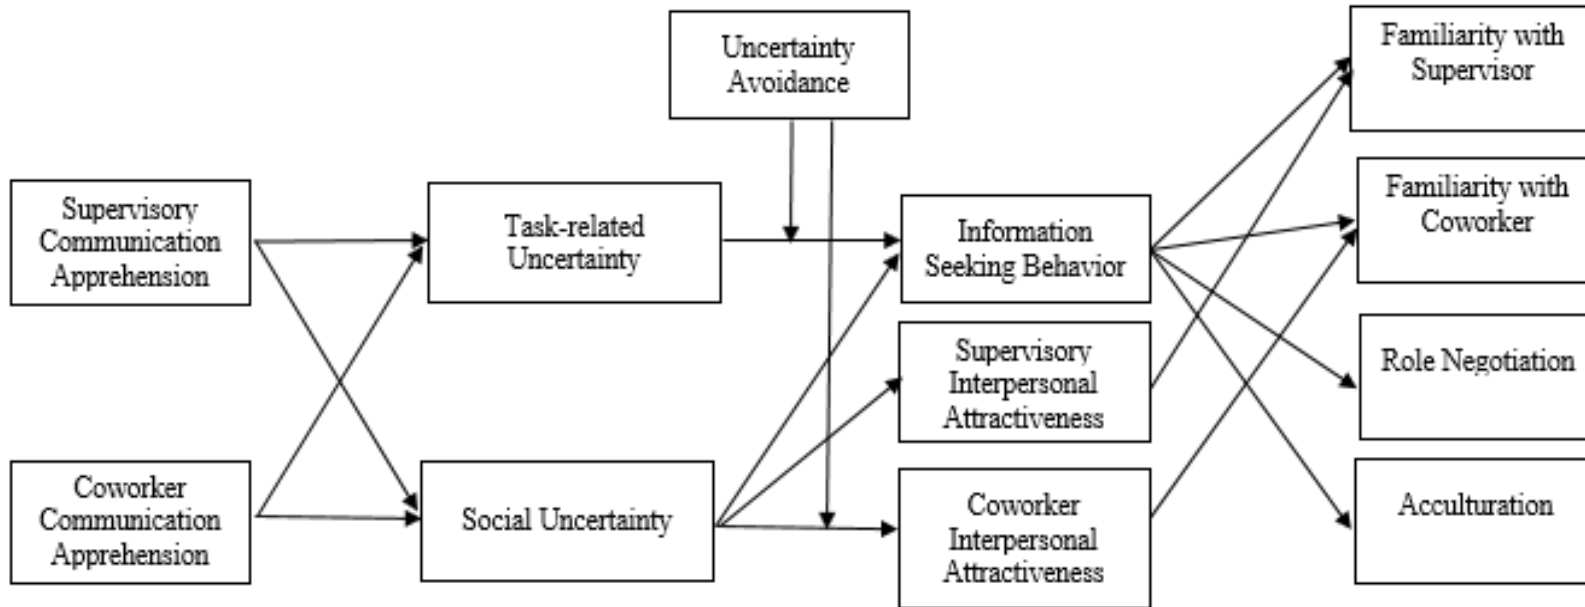 Uncertainty
Avoidance
Familiarity with
Supervisor
Supervisory
Communication
Apprehension
Task-related
Uncertainty
Information
Seeking Behavior
Familiarity with
Coworker
Supervisory
Interpersonal
Attractiveness
Role Negotiation
Coworker
Communication
Apprehension
Social Uncertainty
Coworker
Interpersonal
Attractiveness
Acculturation